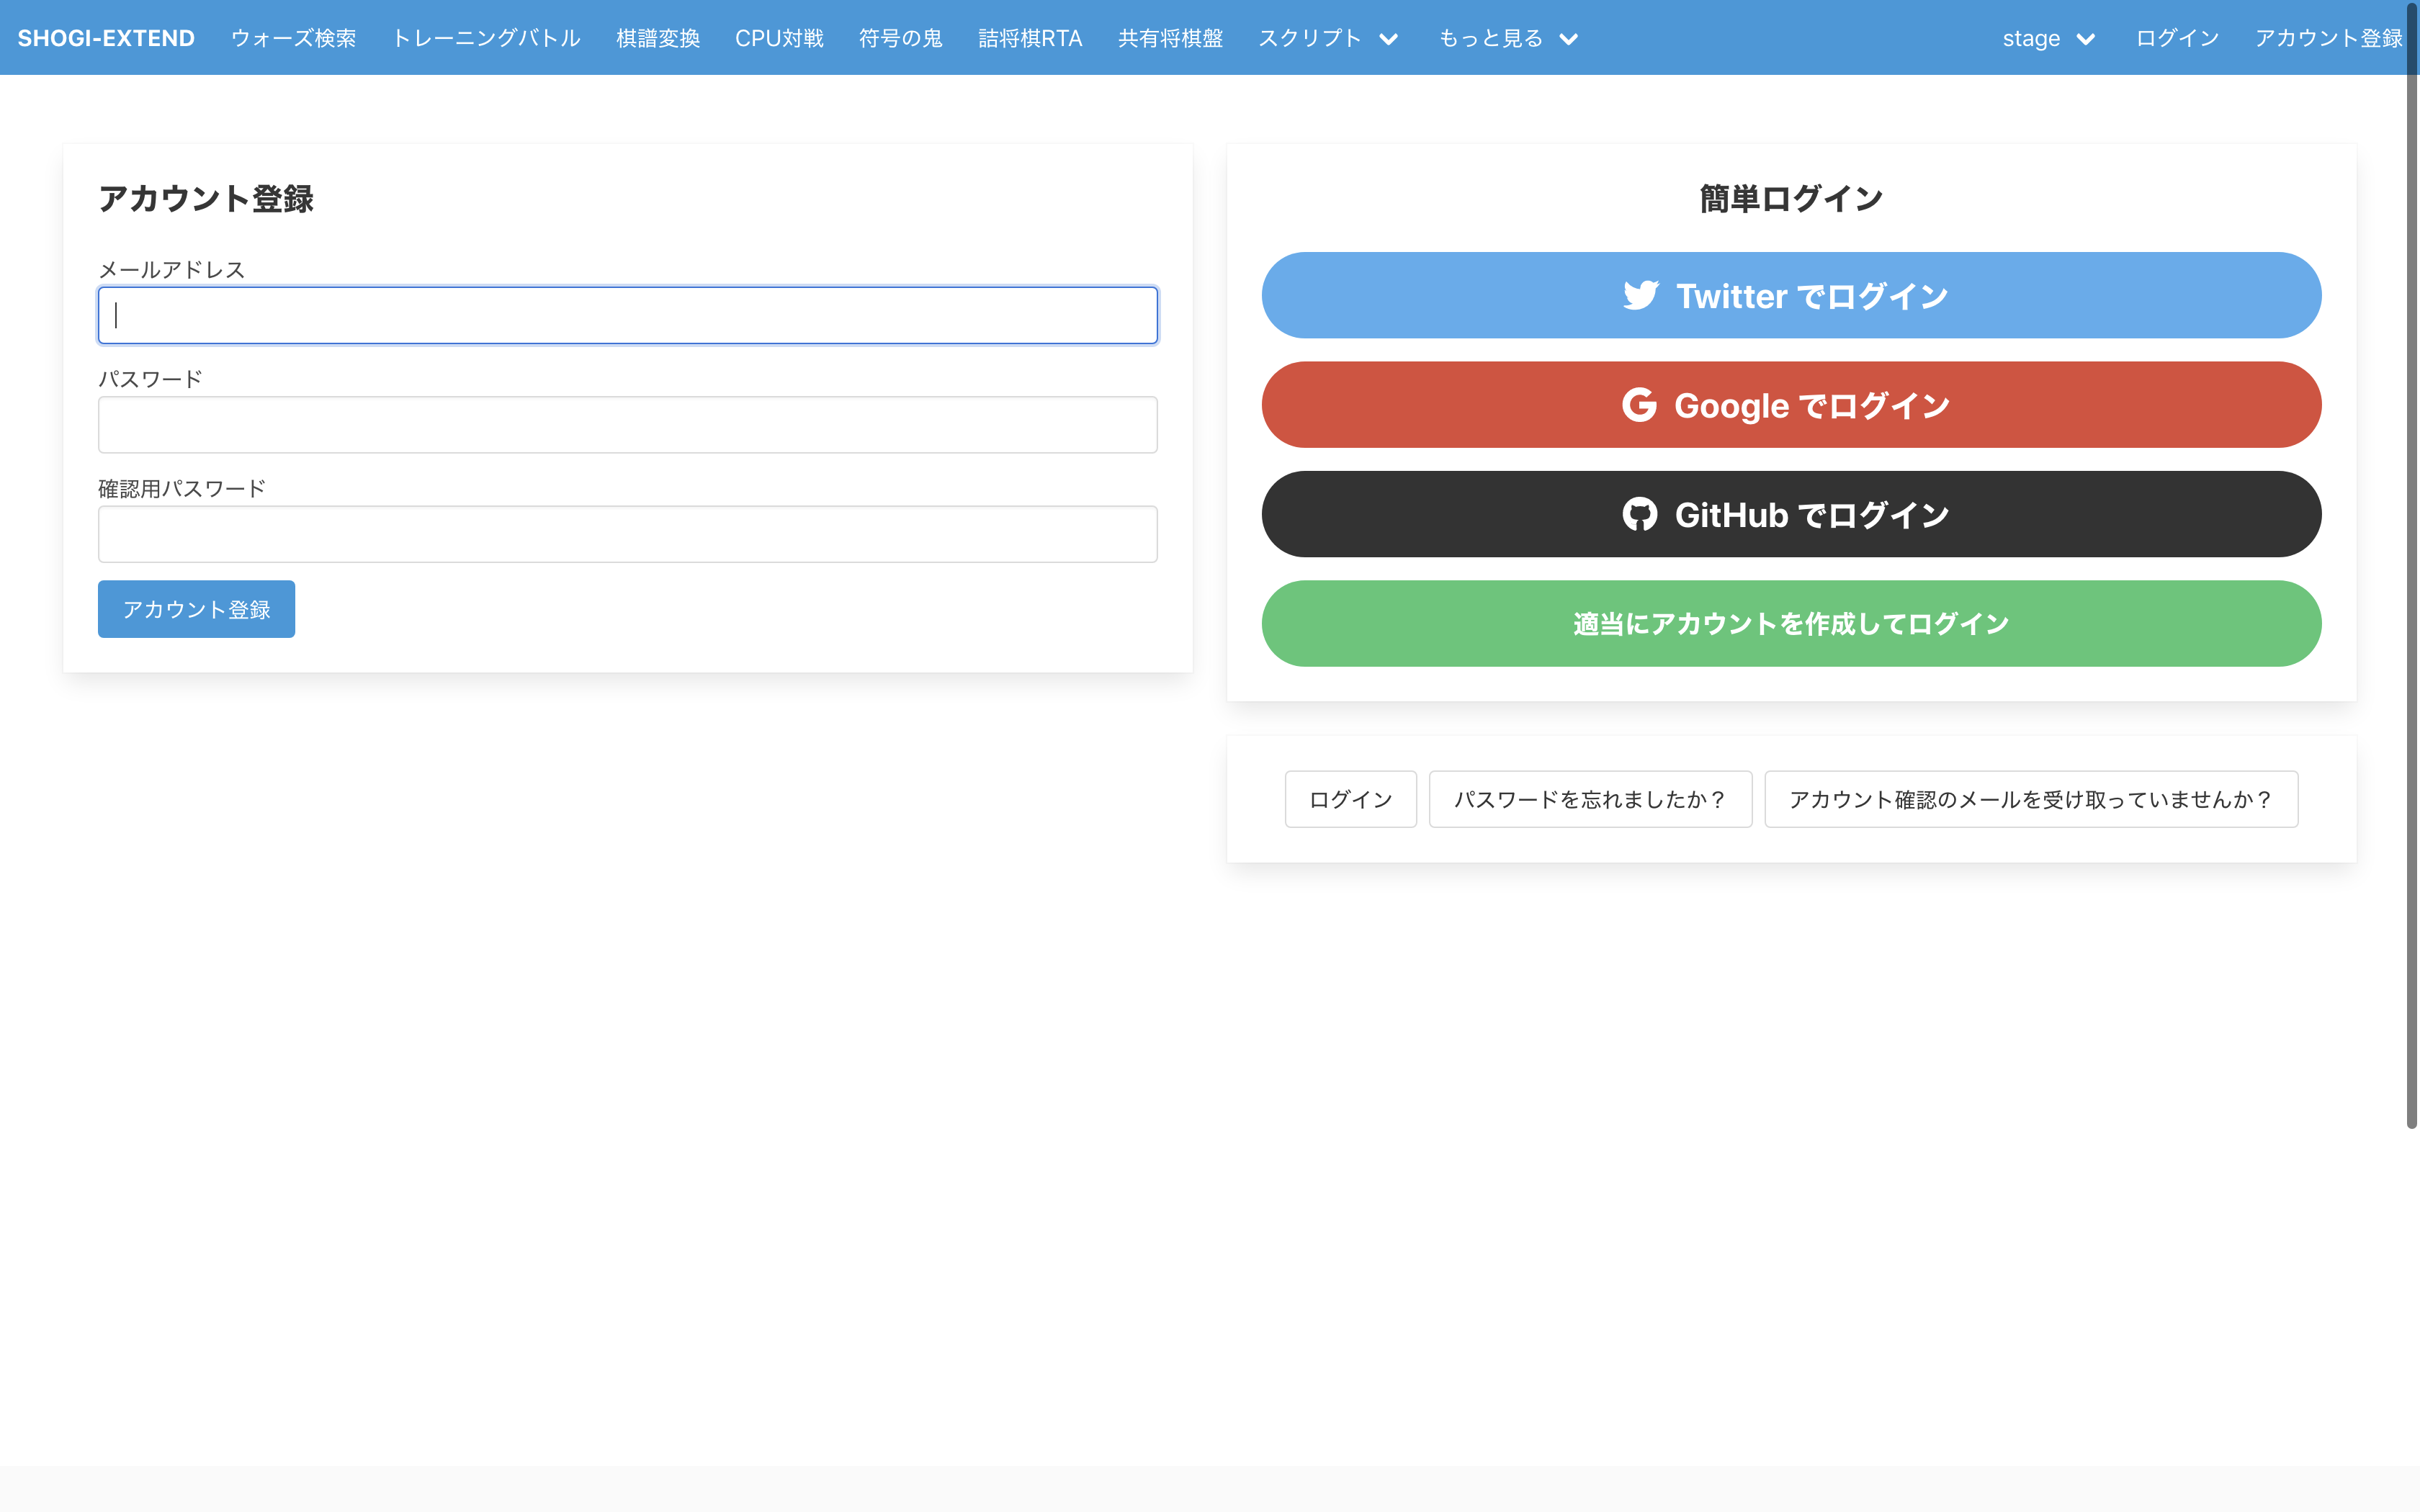 SHOGI-EXTEND ウォーズ検索 トレーニングバトル 棋譜変換 CPU対戦 符号の鬼 詰将棋RTA 共有将棋盤 スクリプト もっと見る stage ログイン アカウント登録
アカウント登録
メールアドレス
パスワード
確認用パスワード
アカウント登録
簡単ログイン
Twitter でログイン
Google でログイン
GitHub でログイン
適当にアカウントを作成してログイン
ログイン パスワードを忘れましたか？ アカウント確認のメールを受け取っていませんか？